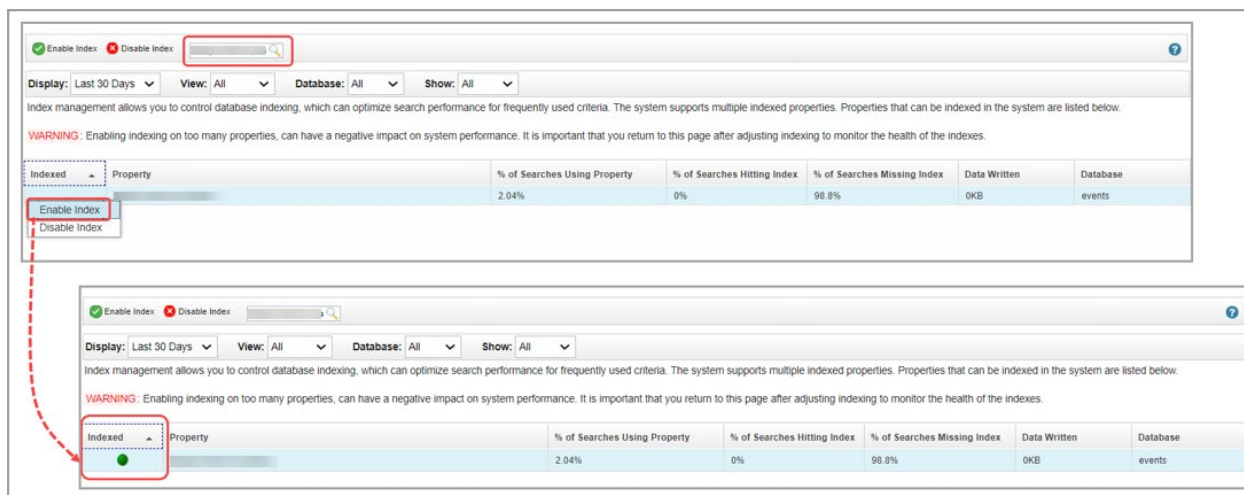 Enable Index Disable Index
Display: Last 30 Days View: All Database: All Show: All
Index management allows you to control database indexing, which can optimize search performance for frequently used criteria. The system supports multiple indexed properties. Properties that can be indexed in the system are listed below.
WARNING: Enabling indexing on too many properties, can have a negative impact on system performance. It is important that you return to this page after adjusting indexing to monitor the health of the indexes.
Indexed Property % of Searches Using Property % of Searches Hitting Index % of Searches Missing Index Data Written Database
2.04% 0% 98.8% 0KB events
Enable Index
Disable Index
Enable Index Disable Index
Display: Last 30 Days View: All Database: All Show: All
Index management allows you to control database indexing, which can optimize search performance for frequently used criteria. The system supports multiple indexed properties. Properties that can be indexed in the system are listed below.
WARNING: Enabling indexing on too many properties, can have a negative impact on system performance. It is important that you return to this page after adjusting indexing to monitor the health of the indexes.
Indexed Property % of Searches Using Property % of Searches Hitting Index % of Searches Missing Index Data Written Database
2.04% 0% 98.8% 0KB events